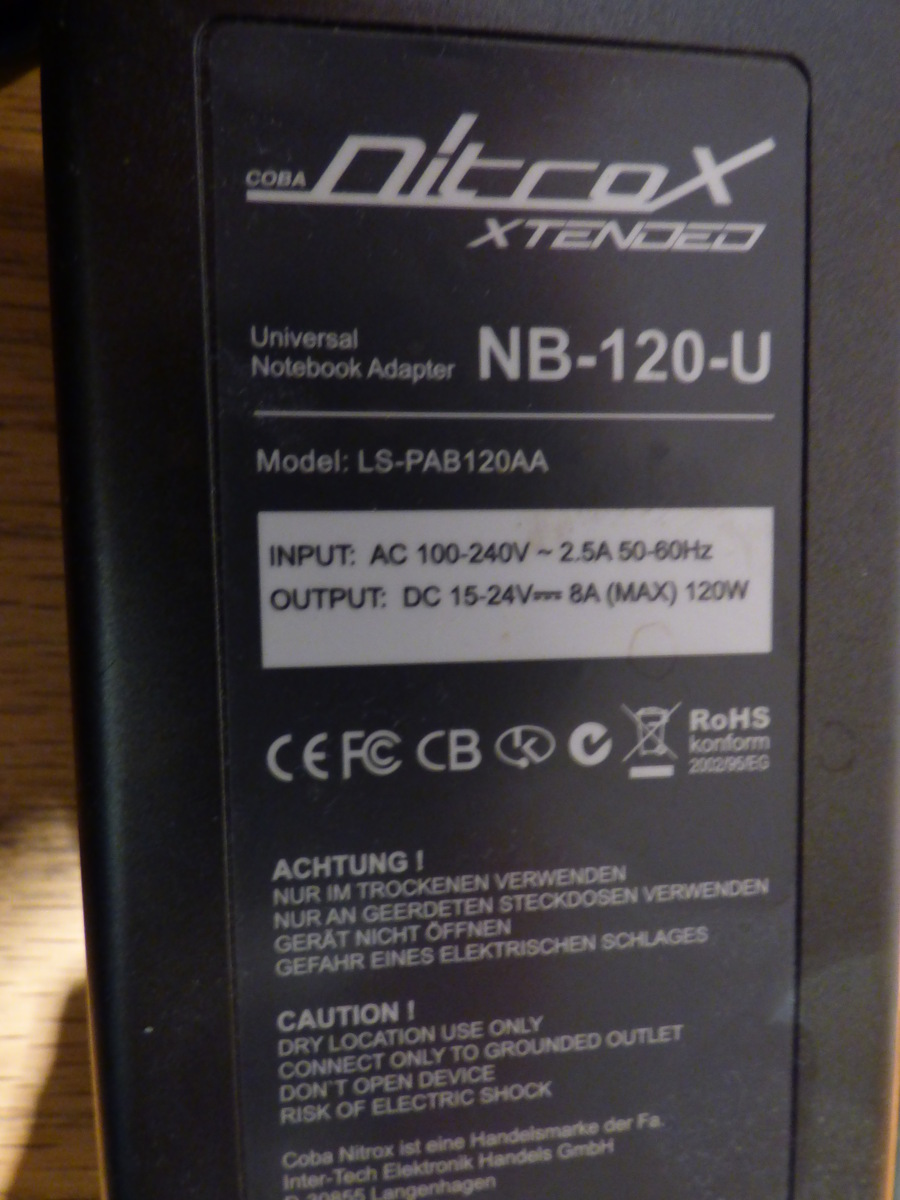 COBA nitroX
XTENDED
Universal
Notebook Adapter NB-120-U
Model: LS-PAB120AA
INPUT: AC 100-240V ~ 2.5A 50-60Hz
OUTPUT: DC 15-24V⎓ 8A (MAX) 120W
CE FC CB K RoHS
konform
2002/95/EG
ACHTUNG !
NUR IM TROCKENEN VERWENDEN
NUR AN GEERDETEN STECKDOSEN VERWENDEN
GERÄT NICHT ÖFFNEN
GEFAHR EINES ELEKTRISCHEN SCHLAGES
CAUTION !
DRY LOCATION USE ONLY
CONNECT ONLY TO GROUNDED OUTLET
DON`T OPEN DEVICE
RISK OF ELECTRIC SHOCK
Coba Nitrox ist eine Handelsmarke der Fa.
Inter-Tech Elektronik Handels GmbH
D 30855 Langenhagen